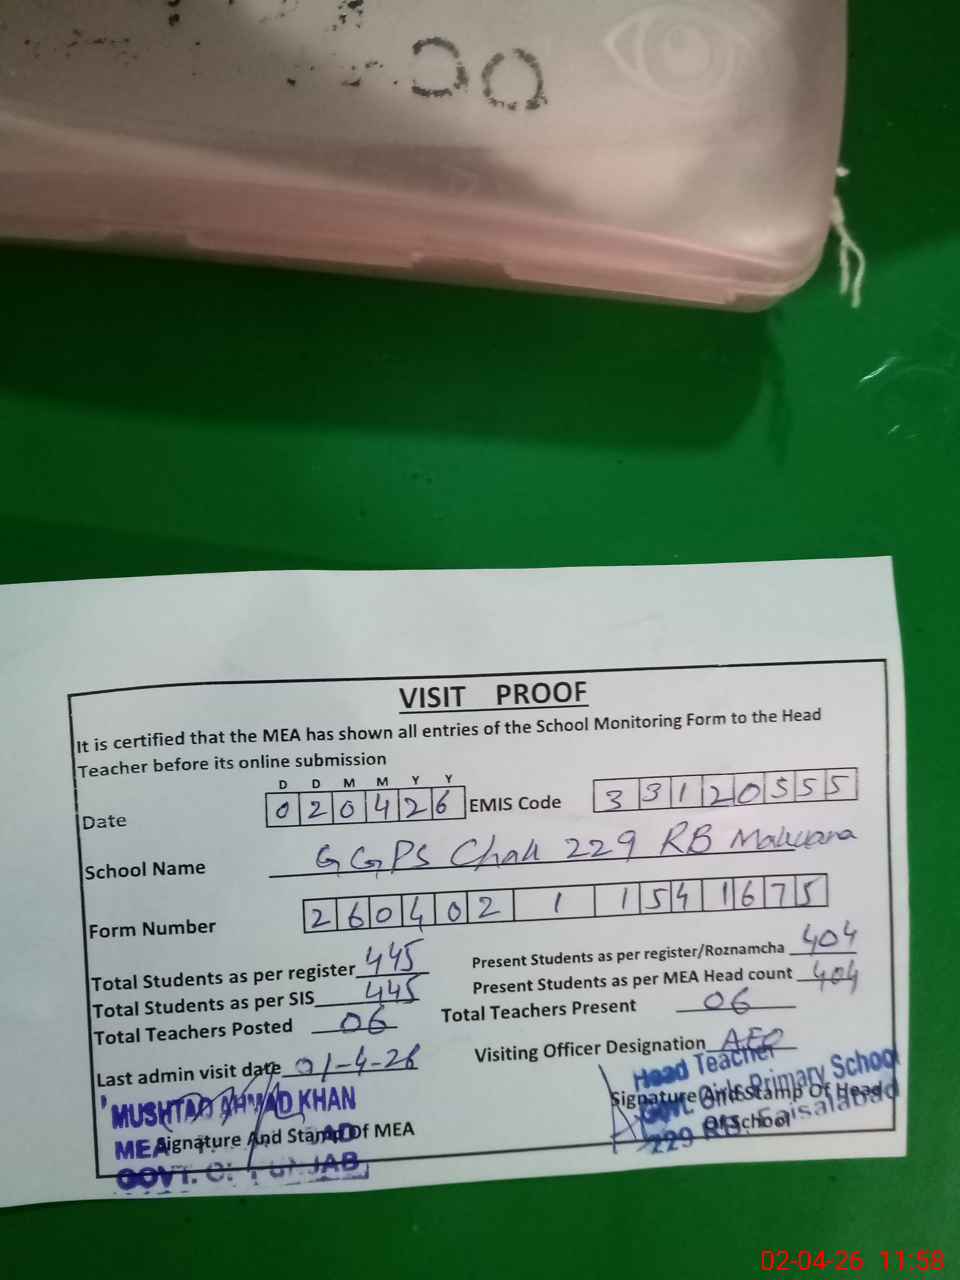 VISIT PROOF
It is certified that the MEA has shown all entries of the School Monitoring Form to the Head
Teacher before its online submission
D D M M Y Y
Date 0 2 0 4 2 6 EMIS Code 3 3 1 2 0 5 5 5
School Name GGPS Chak 229 RB Makuana
Form Number 2 6 0 4 0 2 1 1 5 4 1 6 7 5
Total Students as per register 445 Present Students as per register/Roznamcha 404
Total Students as per SIS 445 Present Students as per MEA Head count 404
Total Teachers Posted 06 Total Teachers Present 06
Last admin visit date 01-4-26 Visiting Officer Designation AEO
MUSHTAQ AHMAD KHAN
MEA
GOVT. OF PUNJAB
Signature And Stamp Of MEA
Head Teacher
Govt. Girls Primary School
229 R.B. Faisalabad
Signature And Stamp Of Head
Of School
02-04-26 11:58